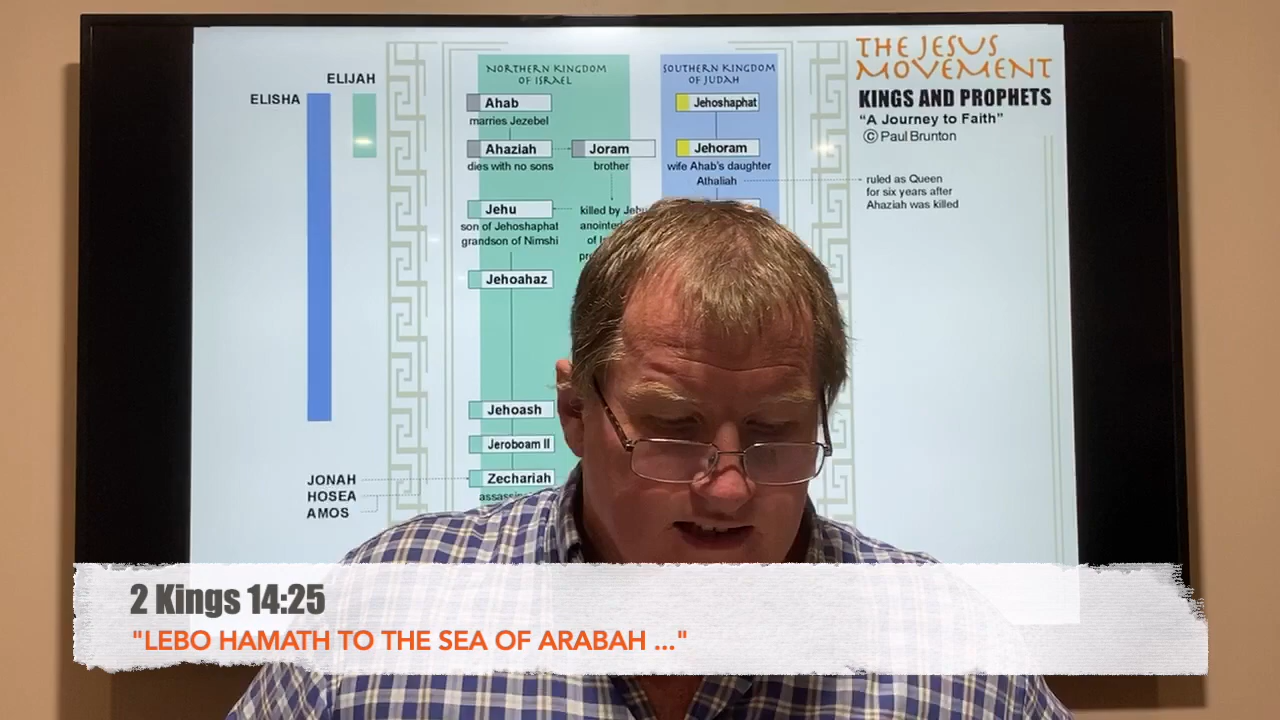 ELIJAH
ELISHA
NORTHERN KINGDOM
OF ISRAEL
Ahab
marries Jezebel
Ahaziah
dies with no sons
Joram
brother
Jehu
son of Jehoshaphat
grandson of Nimshi
killed by Jehu
Jehoahaz
Jehoash
Jeroboam II
Zechariah
JONAH
HOSEA
AMOS
SOUTHERN KINGDOM
OF JUDAH
Jehoshaphat
Jehoram
wife Ahab's daughter
Athaliah
ruled as Queen
for six years after
Ahaziah was killed
THE JESUS
MOVEMENT
KINGS AND PROPHETS
"A Journey to Faith"
© Paul Brunton
2 Kings 14:25
"LEBO HAMATH TO THE SEA OF ARABAH ..."